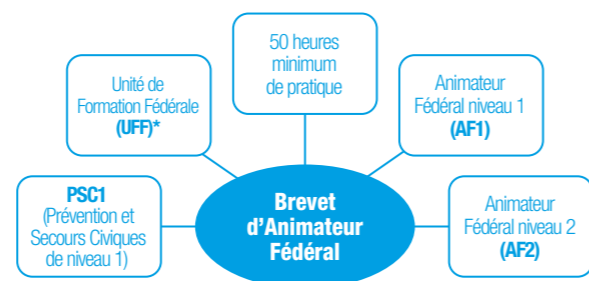 50 heures
minimum
de pratique
Unité de
Formation Fédérale
(UFF)*
Animateur
Fédéral niveau 1
(AF1)
PSC1
(Prévention et
Secours Civiques
de niveau 1)
Brevet
d'Animateur
Fédéral
Animateur
Fédéral niveau 2
(AF2)